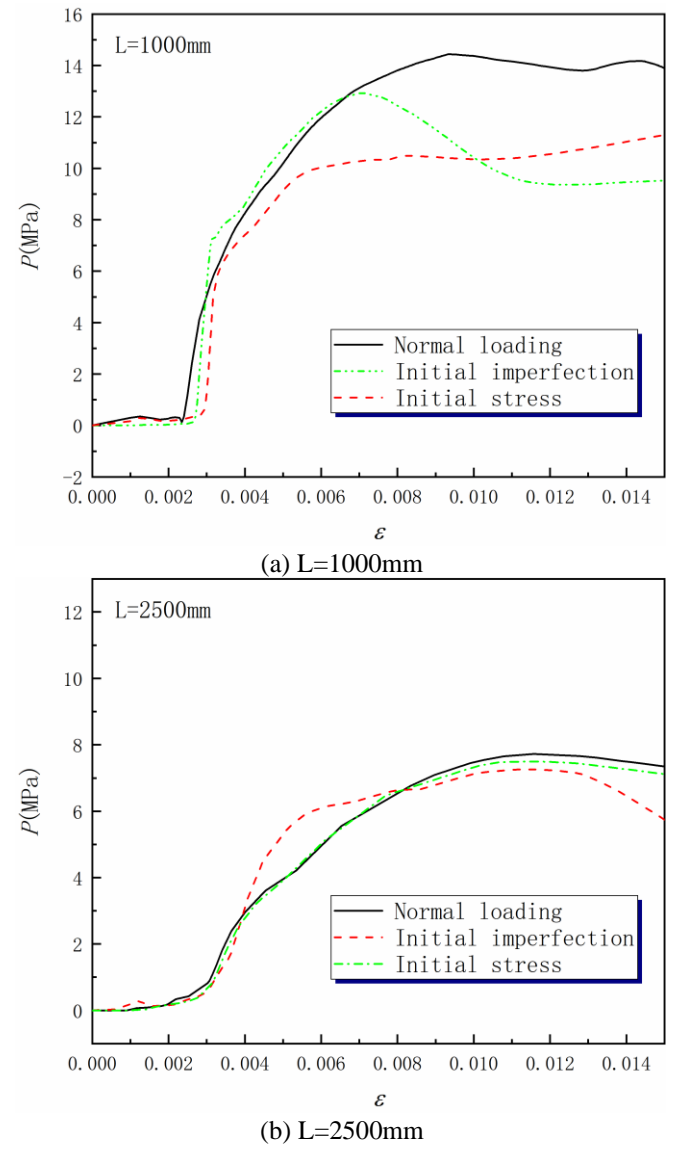 16
14
12
10
8
6
4
2
0
-2
P(MPa)
L=1000mm
Normal loading
Initial imperfection
Initial stress
0.000 0.002 0.004 0.006 0.008 0.010 0.012 0.014
ε
(a) L=1000mm
12
10
8
6
4
2
0
P(MPa)
L=2500mm
Normal loading
Initial imperfection
Initial stress
0.000 0.002 0.004 0.006 0.008 0.010 0.012 0.014
ε
(b) L=2500mm